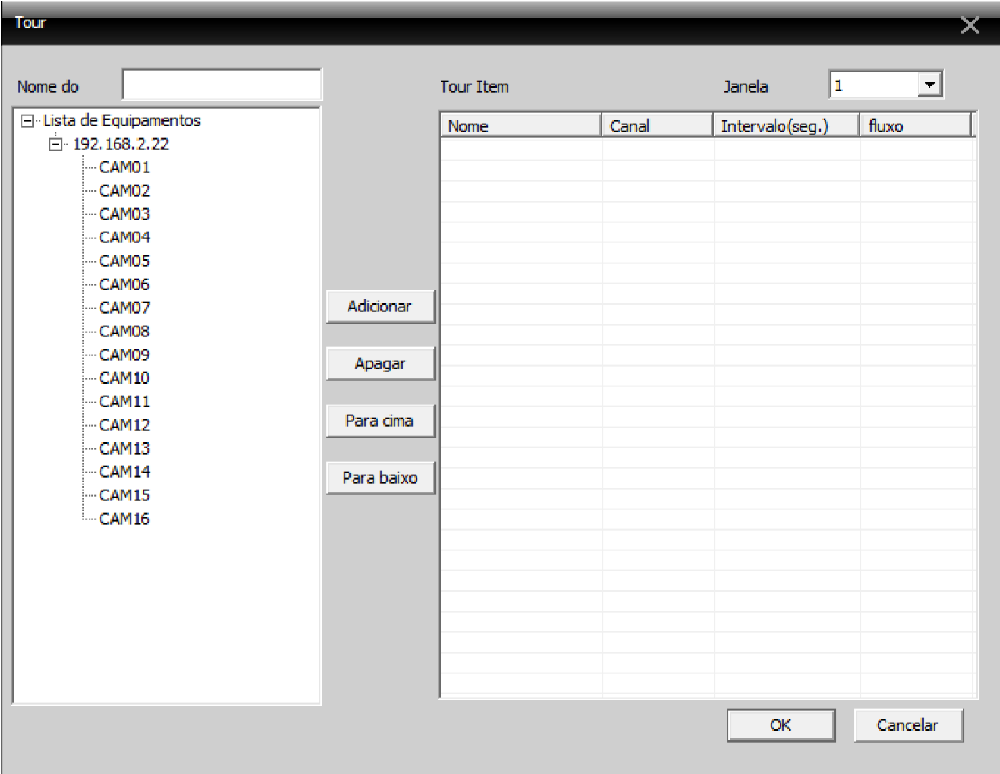 Tour
Nome do
Tour Item
Janela
1
Lista de Equipamentos
192.168.2.22
CAM01
CAM02
CAM03
CAM04
CAM05
CAM06
CAM07
CAM08
CAM09
CAM10
CAM11
CAM12
CAM13
CAM14
CAM15
CAM16
Adicionar
Apagar
Para cima
Para baixo
Nome Canal Intervalo(seg.) fluxo
OK Cancelar